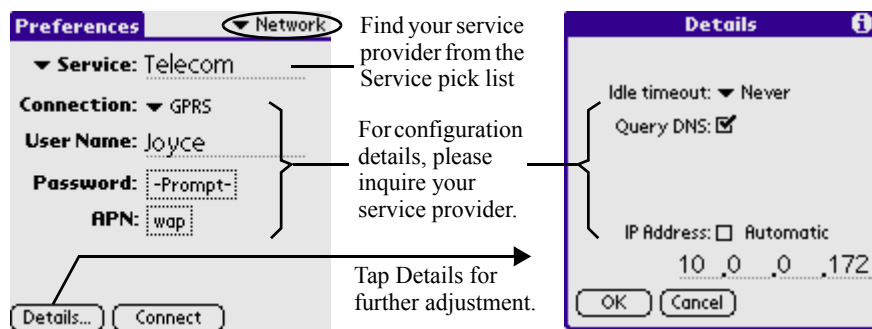 Preferences
Network
Service: Telecom
Connection: GPRS
User Name: Joyce
Password: -Prompt-
APN: wap
Details...
Connect
Find your service
provider from the
Service pick list
For configuration
details, please
inquire your
service provider.
Tap Details for
further adjustment.
Details
Idle timeout: Never
Query DNS:
IP Address: Automatic
10 .0 .0 .172
OK
Cancel